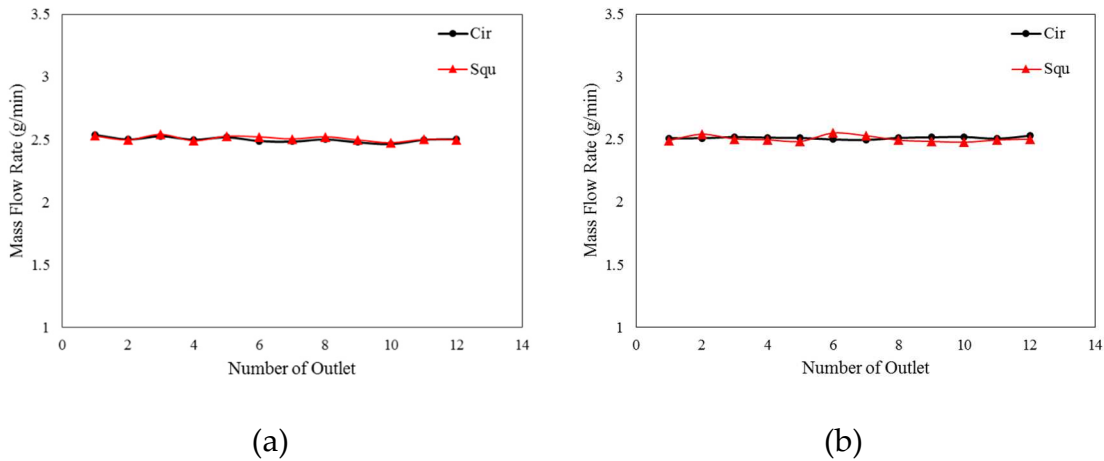 3.5
3
2.5
2
1.5
1
0
2
4
6
8
10
12
14
Mass Flow Rate (g/min)
Number of Outlet
Cir
Squ
(a)
3.5
3
2.5
2
1.5
1
0
2
4
6
8
10
12
14
Mass Flow Rate (g/min)
Number of Outlet
Cir
Squ
(b)